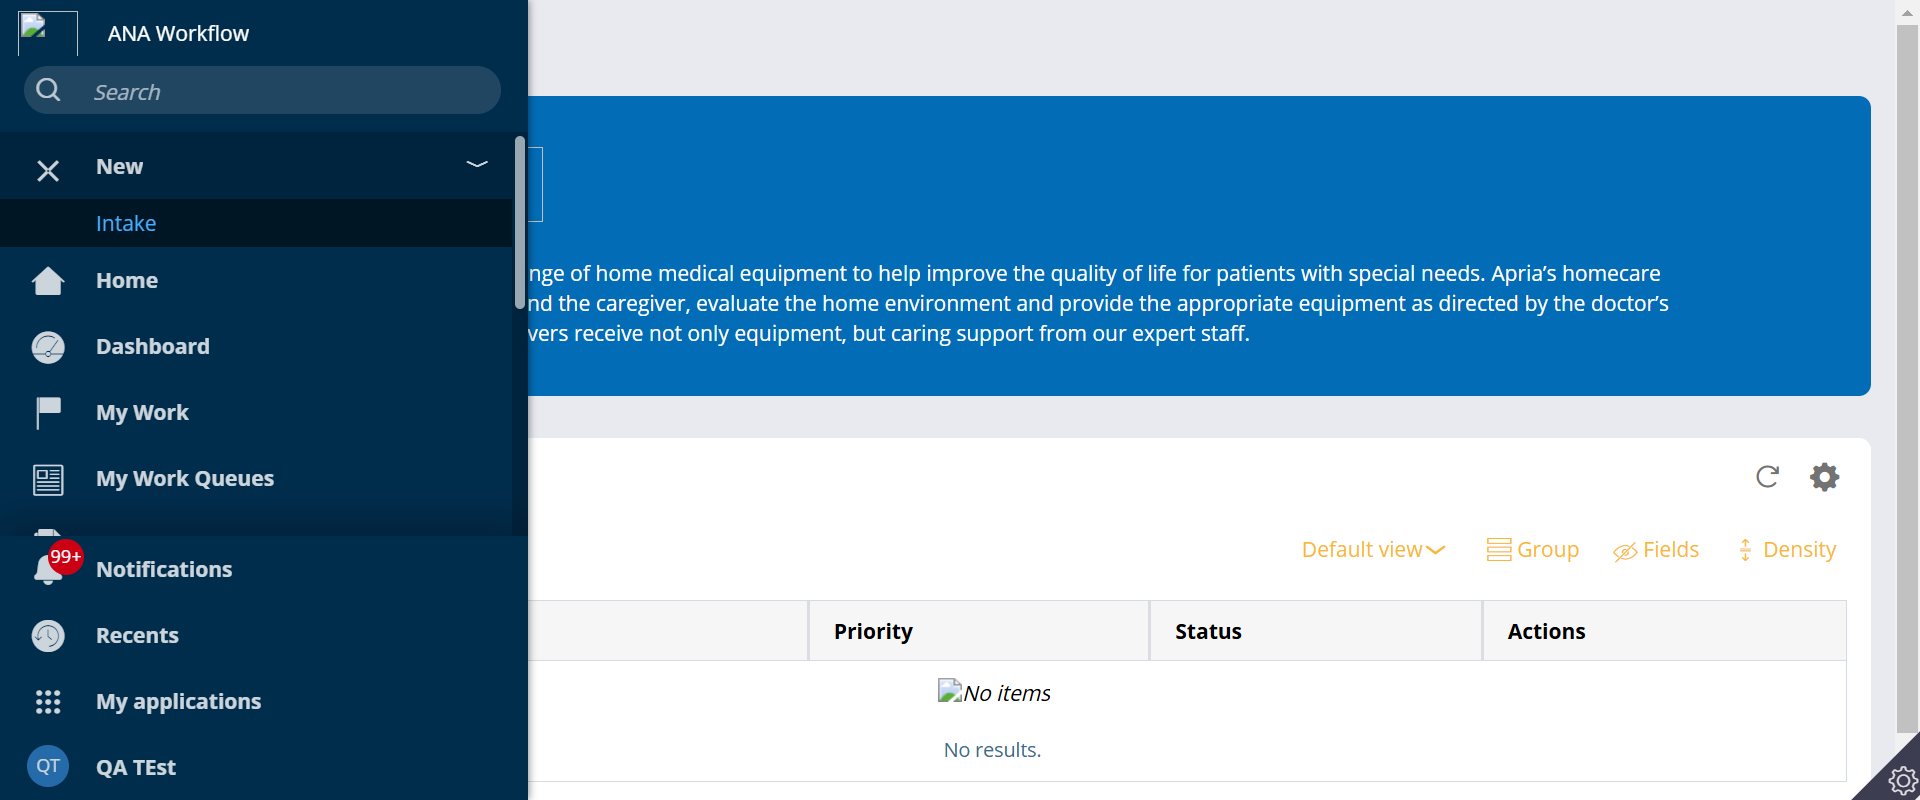 ANA Workflow
Search
New
Intake
Home
Dashboard
My Work
My Work Queues
99+
Notifications
Recents
My applications
QT
QA TEst
of home medical equipment to help improve the quality of life for patients with special needs. Apria’s homecare
the caregiver, evaluate the home environment and provide the appropriate equipment as directed by the doctor’s
receive not only equipment, but caring support from our expert staff.
Default view
Group
Fields
Density
Priority
Status
Actions
No items
No results.